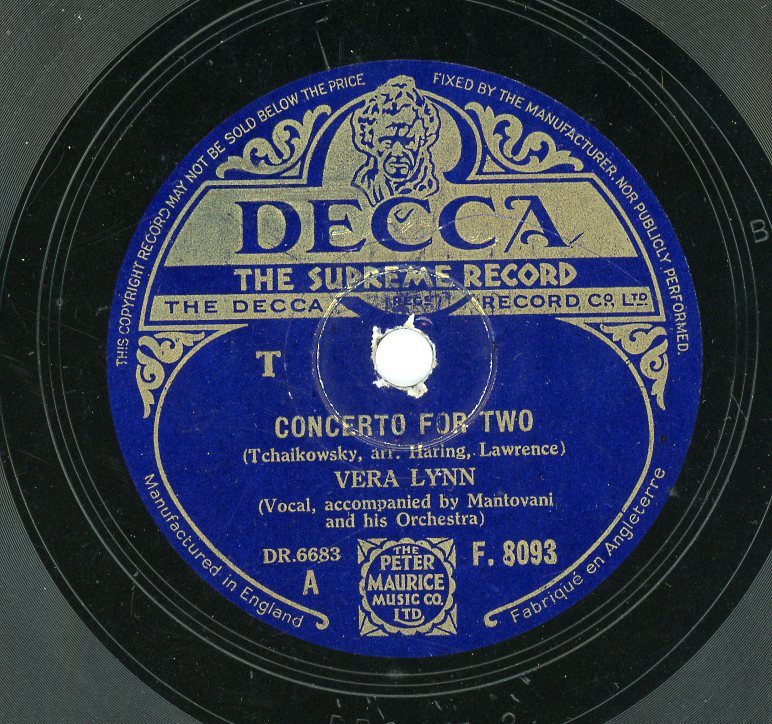 THIS COPYRIGHT RECORD MAY NOT BE SOLD BELOW THE PRICE FIXED BY THE MANUFACTURER, NOR PUBLICLY PERFORMED.
DECCA
THE SUPREME RECORD
THE DECCA RECORD CO. LTD
T
CONCERTO FOR TWO
(Tchaikowsky, arr. Haring, Lawrence)
VERA LYNN
(Vocal, accompanied by Mantovani
and his Orchestra)
DR.6683
A
THE
PETER
MAURICE
MUSIC CO.
LTD
F. 8093
Manufactured in England
Fabriqué en Angleterre
B